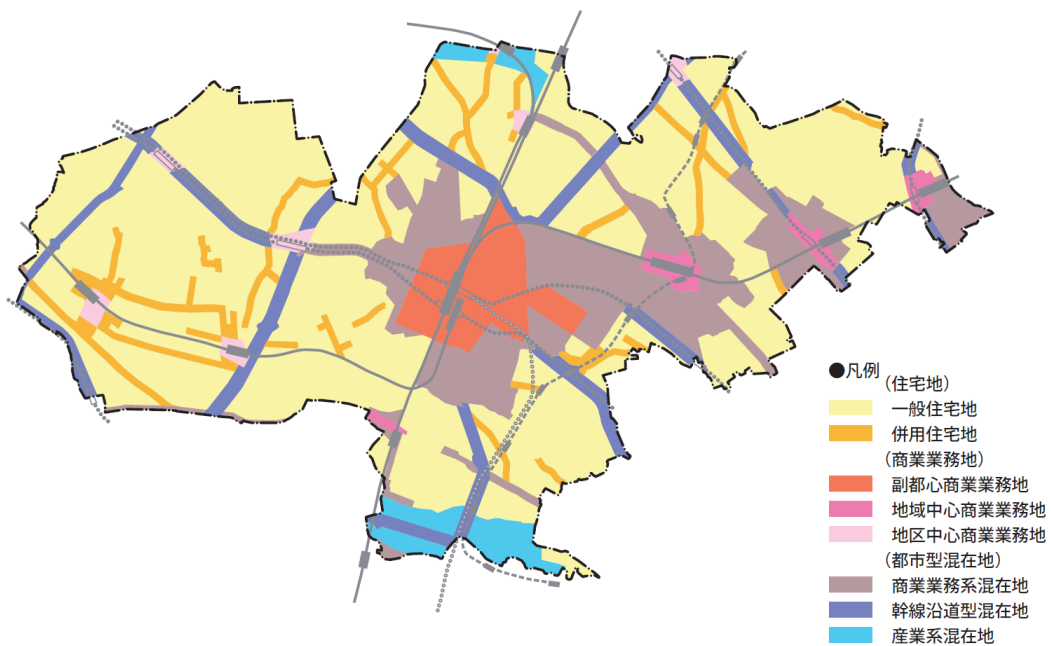 ●凡例
（住宅地）
一般住宅地
併用住宅地
（商業業務地）
副都心商業業務地
地域中心商業業務地
地区中心商業業務地
（都市型混在地）
商業業務系混在地
幹線沿道型混在地
産業系混在地